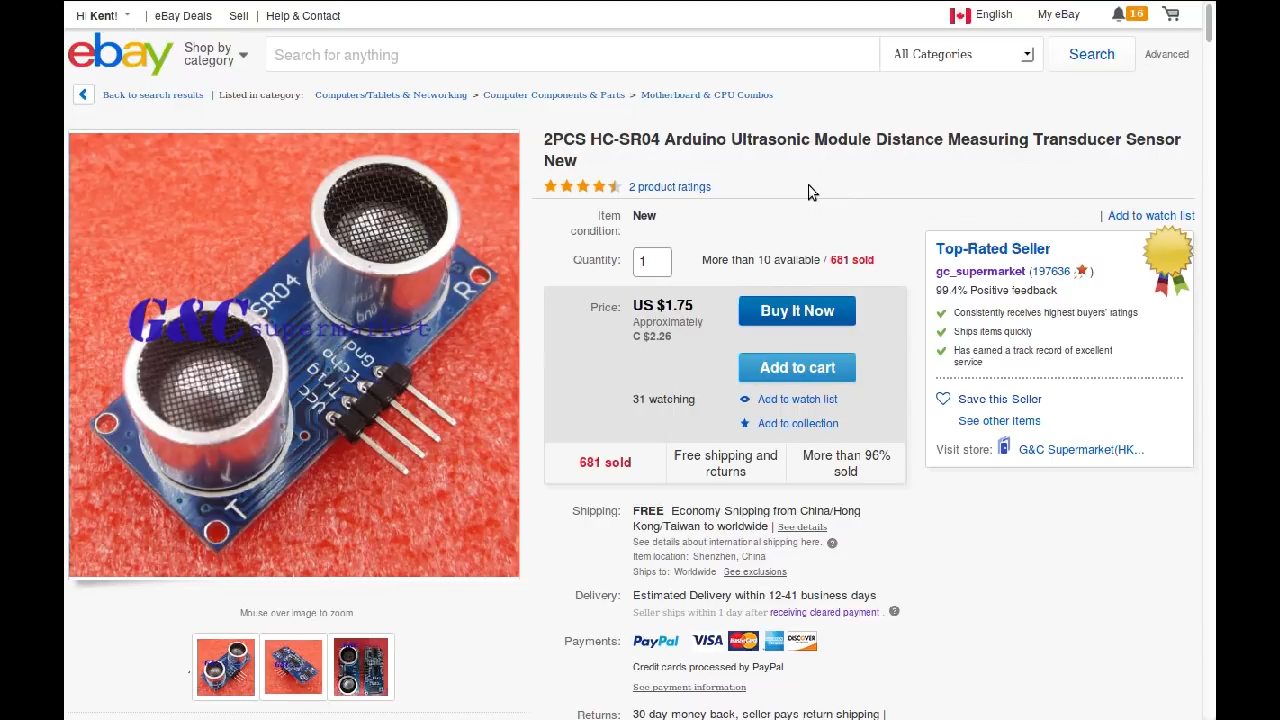 Hi Kent!
eBay Deals
Sell
Help & Contact
English
My eBay
16
ebay
Shop by
category
Search for anything
All Categories
Search
Advanced
Back to search results
Listed in category:
Computers/Tablets & Networking > Computer Components & Parts > Motherboard & CPU Combos
2PCS HC-SR04 Arduino Ultrasonic Module Distance Measuring Transducer Sensor
New
2 product ratings
Item
condition:
New
Add to watch list
Quantity:
1
More than 10 available / 681 sold
Price:
US $1.75
Approximately
C $2.26
Buy It Now
Add to cart
31 watching
Add to watch list
Add to collection
681 sold
Free shipping and
returns
More than 96%
sold
Top-Rated Seller
gc_supermarket (197636 )
99.4% Positive feedback
Consistently receives highest buyers' ratings
Ships items quickly
Has earned a track record of excellent
service
Save this Seller
See other items
Visit store:
G&C Supermarket(HK...
SR04
R
G&C supermarket
Vcc
Trig
Echo
Gnd
T
Mouse over image to zoom
Shipping:
FREE Economy Shipping from China/Hong
Kong/Taiwan to worldwide | See details
See details about international shipping here.
Item location: Shenzhen, China
Ships to: Worldwide See exclusions
Delivery:
Estimated Delivery within 12-41 business days
Seller ships within 1 day after receiving cleared payment .
Payments:
PayPal
VISA
MasterCard
DISCOVER
Credit cards processed by PayPal
See payment information
Returns:
30 day money back, seller pays return shipping |